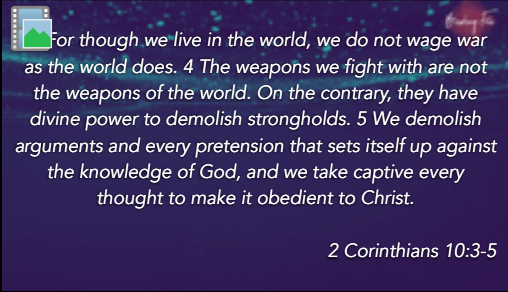 For though we live in the world, we do not wage war
as the world does. 4 The weapons we fight with are not
the weapons of the world. On the contrary, they have
divine power to demolish strongholds. 5 We demolish
arguments and every pretension that sets itself up against
the knowledge of God, and we take captive every
thought to make it obedient to Christ.
2 Corinthians 10:3-5